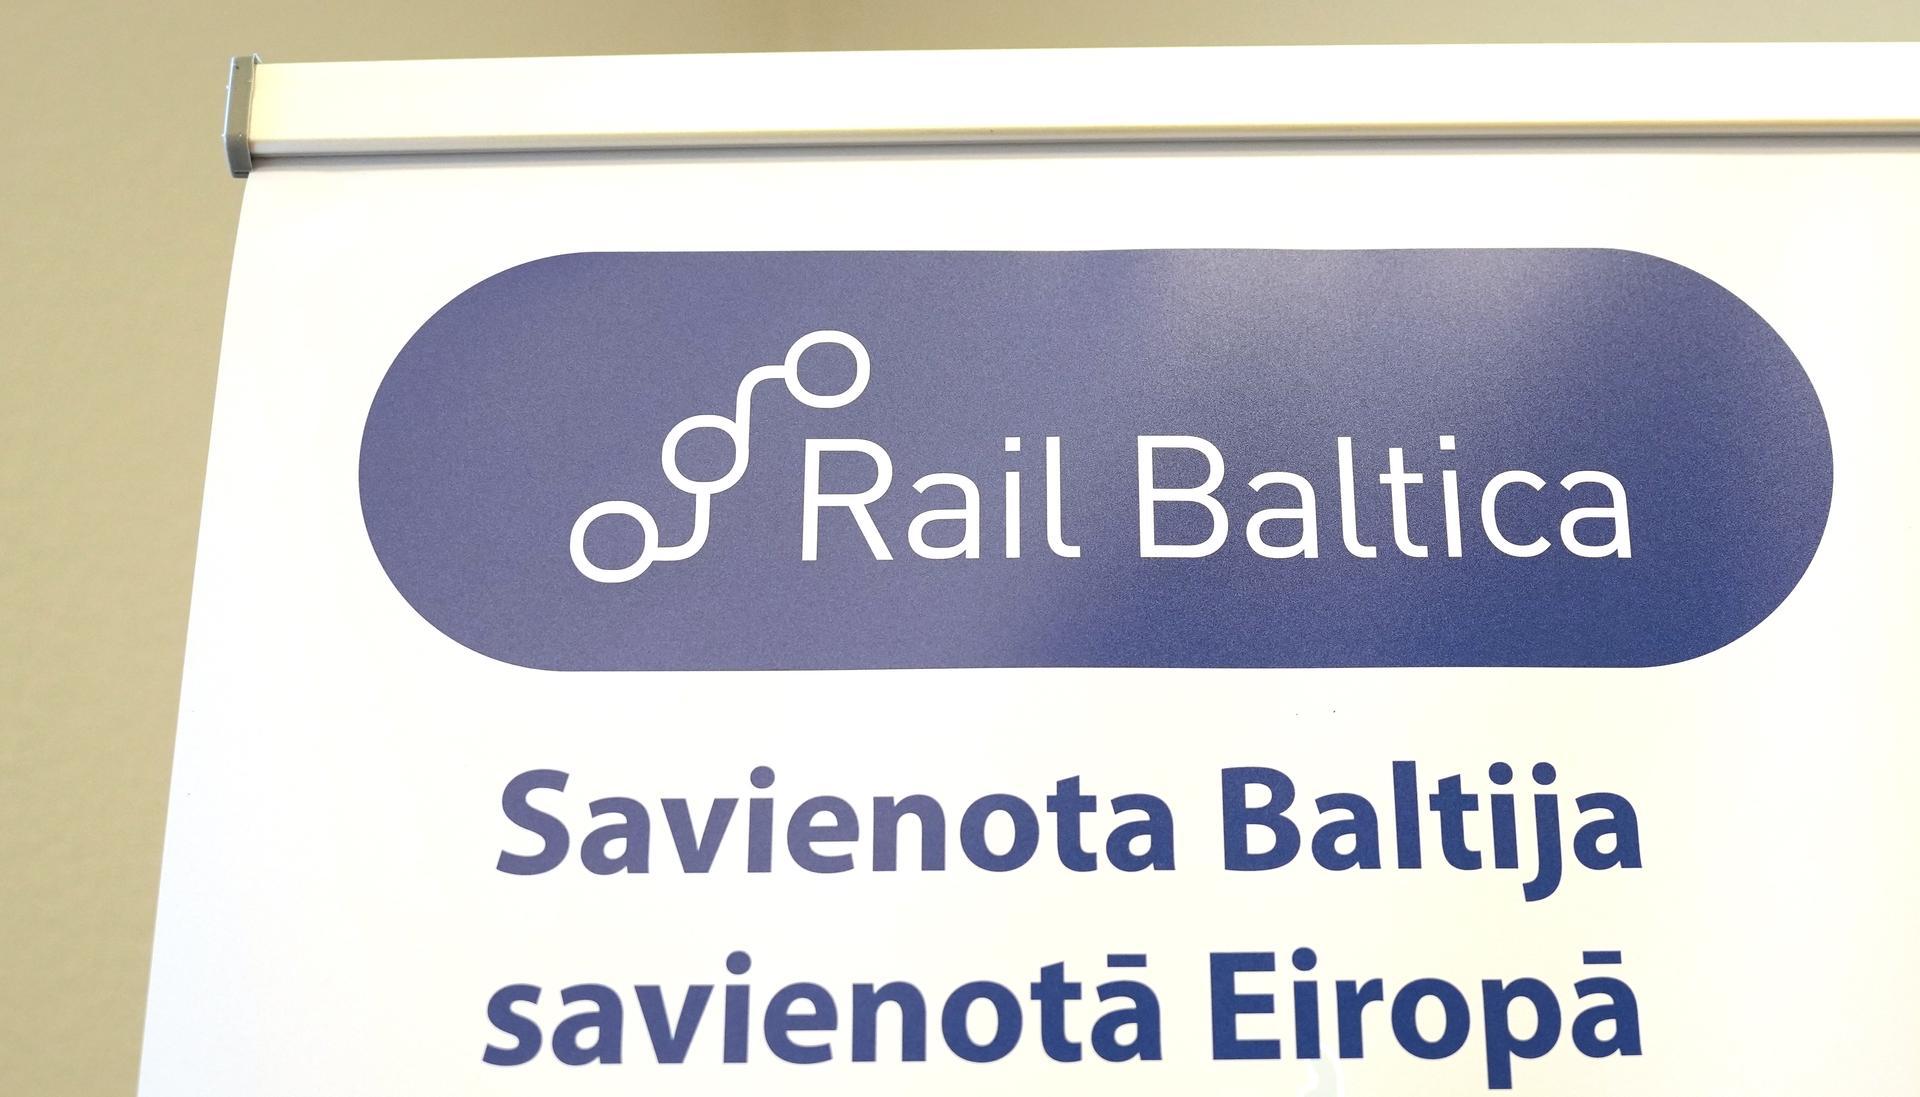 Rail Baltica
Savienota Baltija
savienotā Eiropā